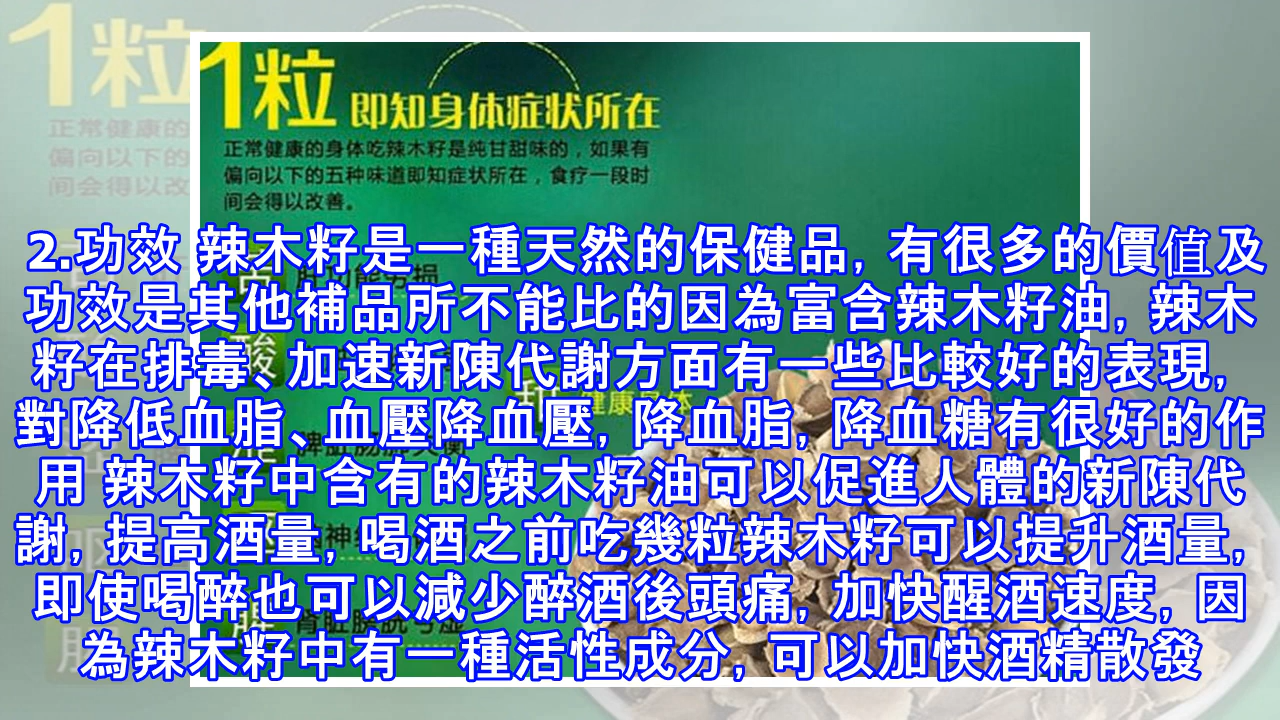 1粒
即知身体症状所在
正常健康的身体吃辣木籽是纯甘甜味的，如果有
偏向以下的五种味道即知症状所在，食疗一段时
间会得以改善。
2.功效 辣木籽是一種天然的保健品, 有很多的價值及
功效是其他補品所不能比的因為富含辣木籽油, 辣木
籽在排毒、加速新陳代謝方面有一些比較好的表現,
對降低血脂、血壓降血壓, 降血脂, 降血糖有很好的作
用 辣木籽中含有的辣木籽油可以促進人體的新陳代
謝, 提高酒量, 喝酒之前吃幾粒辣木籽可以提升酒量,
即使喝醉也可以減少醉酒後頭痛, 加快醒酒速度, 因
為辣木籽中有一種活性成分, 可以加快酒精散發
酸
健康身体